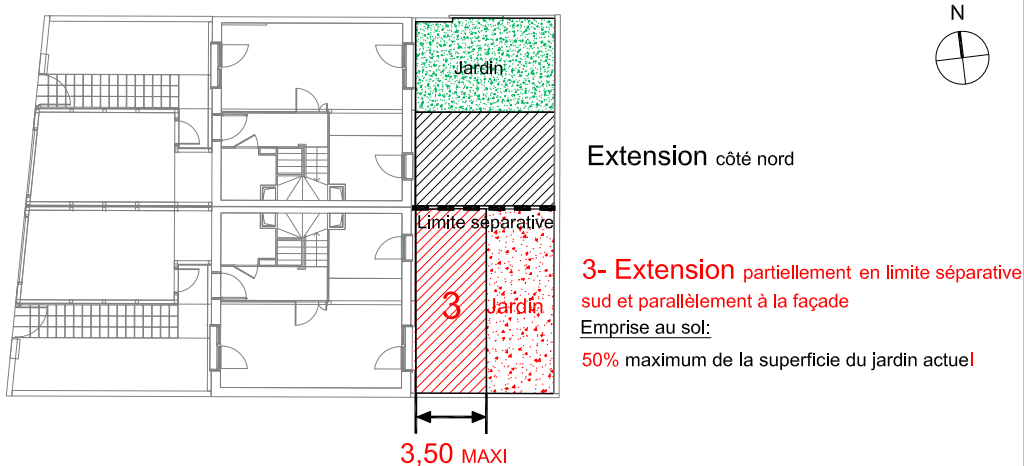 N
Jardin
Extension côté nord
Limite séparative
3- Extension partiellement en limite séparative
sud et parallèlement à la façade
3
Jardin
Emprise au sol:
50% maximum de la superficie du jardin actuel
3,50 MAXI